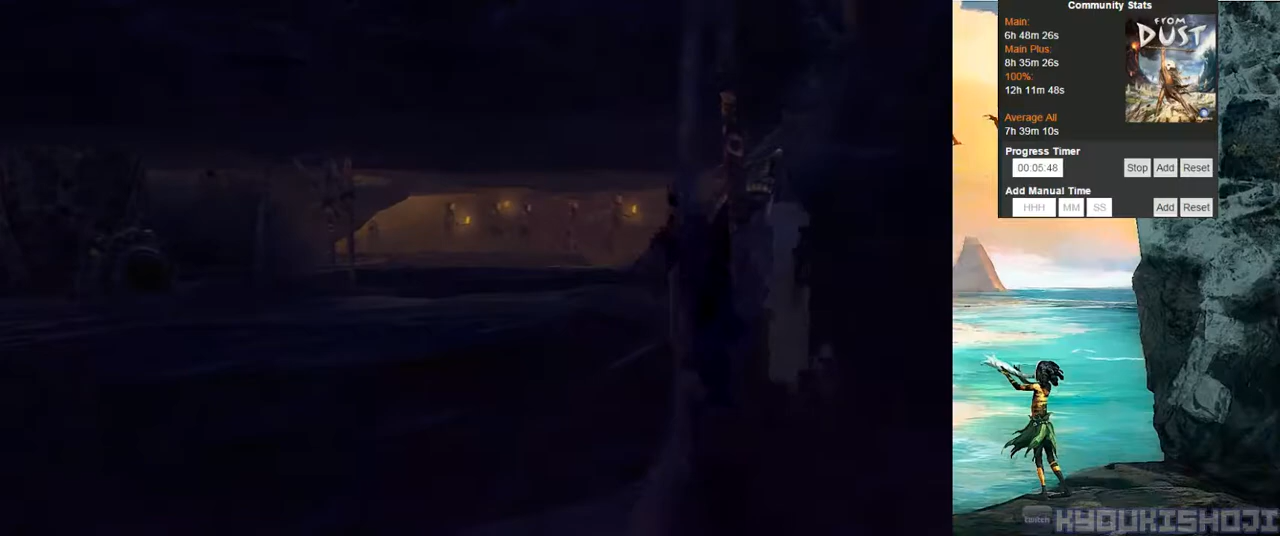 Community Stats
Main:
6h 48m 26s
Main Plus:
8h 35m 26s
100%:
12h 11m 48s
FROM
DUST
Average All
7h 39m 10s
Progress Timer
00:05:48
Stop
Add
Reset
Add Manual Time
HHH
MM
SS
Add
Reset
twitch
KYOUKISHOJI